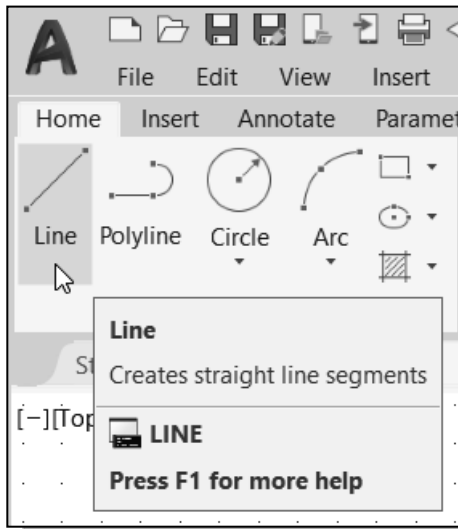 File Edit View Insert
Home Insert Annotate Paramet
Line Polyline Circle Arc
Line
St
Creates straight line segments
[−][Top
LINE
Press F1 for more help